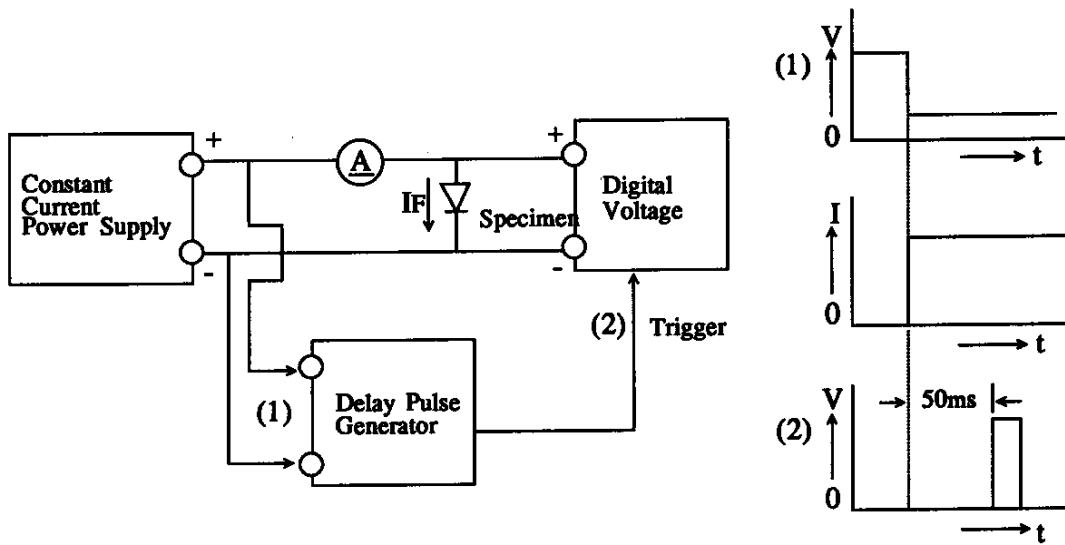 +
Constant
Current
Power Supply
-
A
IF
Specimen
+
Digital
Voltage
-
(2)
Trigger
(1)
Delay Pulse
Generator
V
(1)
0
t
I
0
t
50ms
V
(2)
0
t